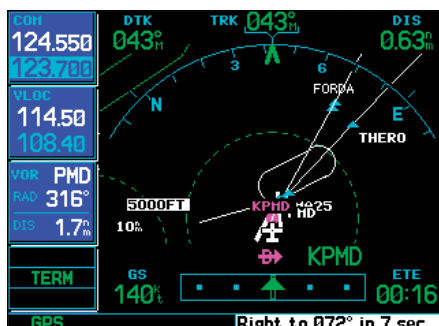 COM
124.550
123.700
DTK
043°M
TRK 043°M
DIS
0.63nm
VLOC
114.50
108.40
VOR PMD
RAD 316°
DIS 1.7nm
TERM
GPS
N
3
6
E
FORDA
THERO
5000FT
10nm
KPMD
MA25
MD
KPMD
GS
140kt
ETE
00:16
Right to 072° in 7 sec